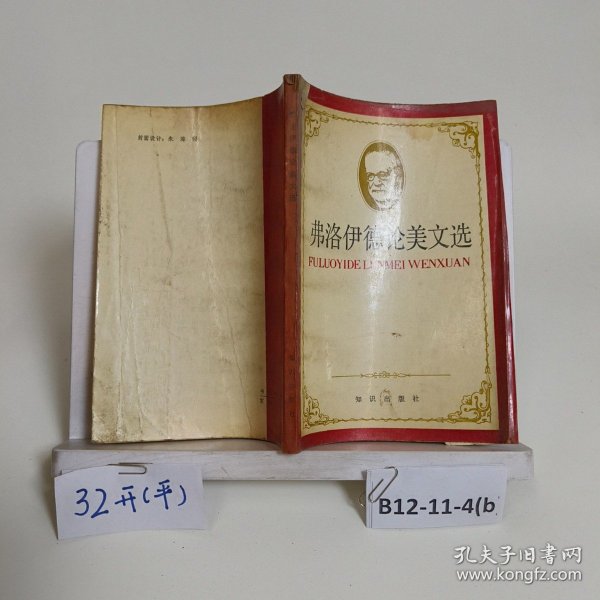 封面设计：朱
弗洛伊德论美文选
FULUOYIDE LUNMEI WENXUAN
知识出版社
32开(平)
B12-11-4(b
孔夫子旧书网
www.kongfz.com